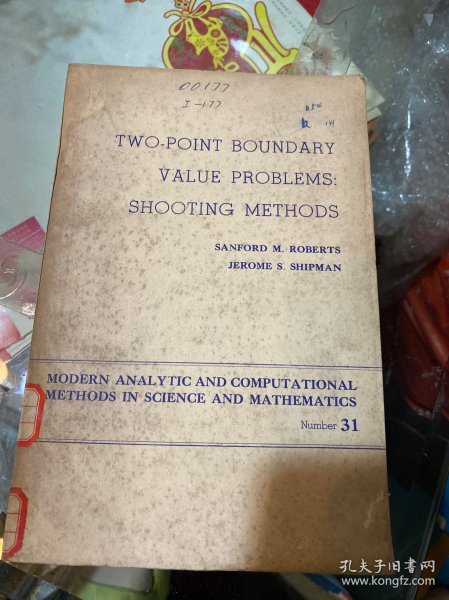 00177
I-177
TWO-POINT BOUNDARY
VALUE PROBLEMS:
SHOOTING METHODS
SANFORD M. ROBERTS
JEROME S. SHIPMAN
MODERN ANALYTIC AND COMPUTATIONAL
METHODS IN SCIENCE AND MATHEMATICS
Number 31
孔夫子旧书网
www.kongfz.com